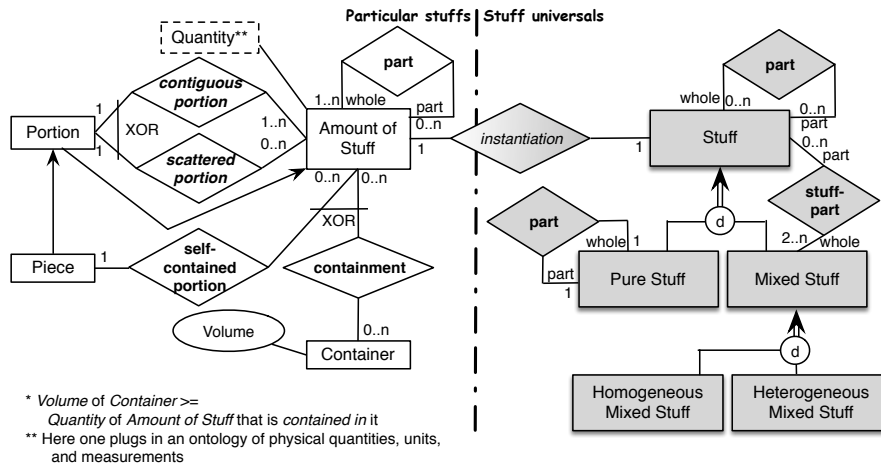 Particular stuffs Stuff universals
Quantity**
part
part
1
contiguous
portion
1..n whole
part
whole 0..n
0..n
part
1..n
0..n
Portion
XOR
Amount of
Stuff
instantiation
Stuff
1
scattered
portion
0..n
1
1
0..n
part
0..n 0..n
XOR
d
stuff-
part
part
whole 1
2..n whole
Piece
1
self-
contained
portion
containment
part
1
Pure Stuff
Mixed Stuff
Volume
0..n
Container
d
Homogeneous
Mixed Stuff
Heterogeneous
Mixed Stuff
* Volume of Container >=
Quantity of Amount of Stuff that is contained in it
** Here one plugs in an ontology of physical quantities, units,
and measurements